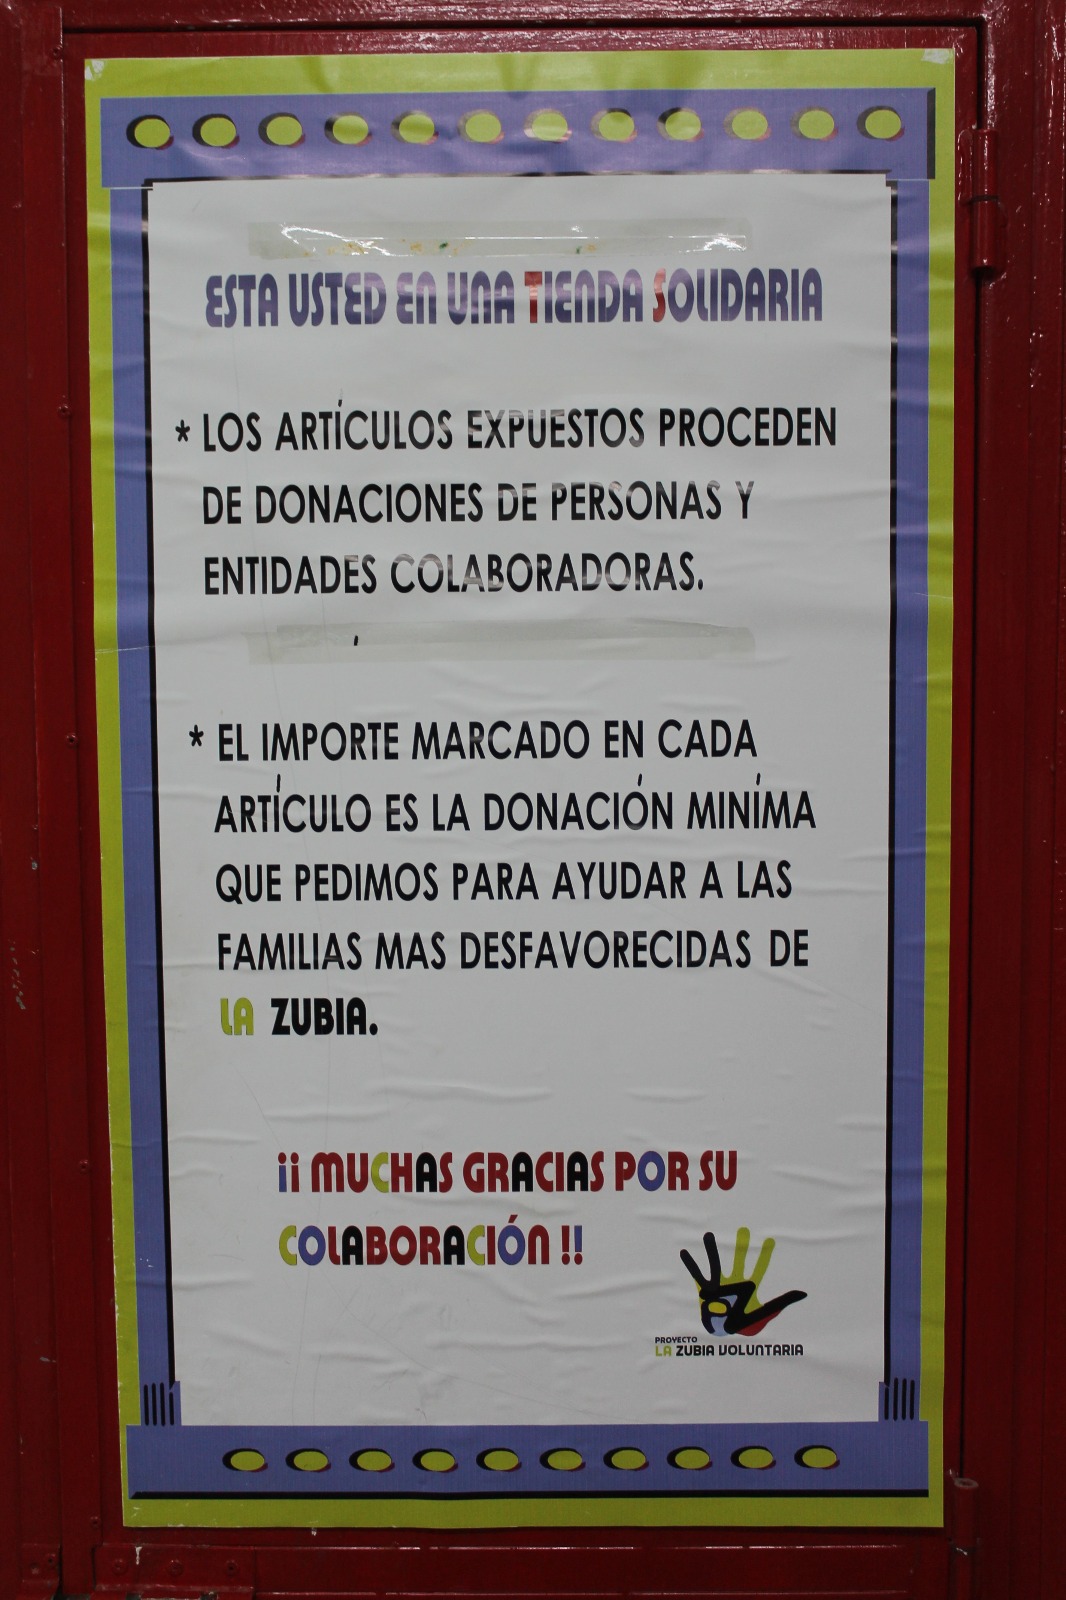 ESTA USTED EN UNA TIENDA SOLIDARIA
* LOS ARTÍCULOS EXPUESTOS PROCEDEN
DE DONACIONES DE PERSONAS Y
ENTIDADES COLABORADORAS.
* EL IMPORTE MARCADO EN CADA
ARTÍCULO ES LA DONACIÓN MINÍMA
QUE PEDIMOS PARA AYUDAR A LAS
FAMILIAS MAS DESFAVORECIDAS DE
LA ZUBIA.
¡¡ MUCHAS GRACIAS POR SU
COLABORACIÓN !!
PROYECTO
LA ZUBIA VOLUNTARIA